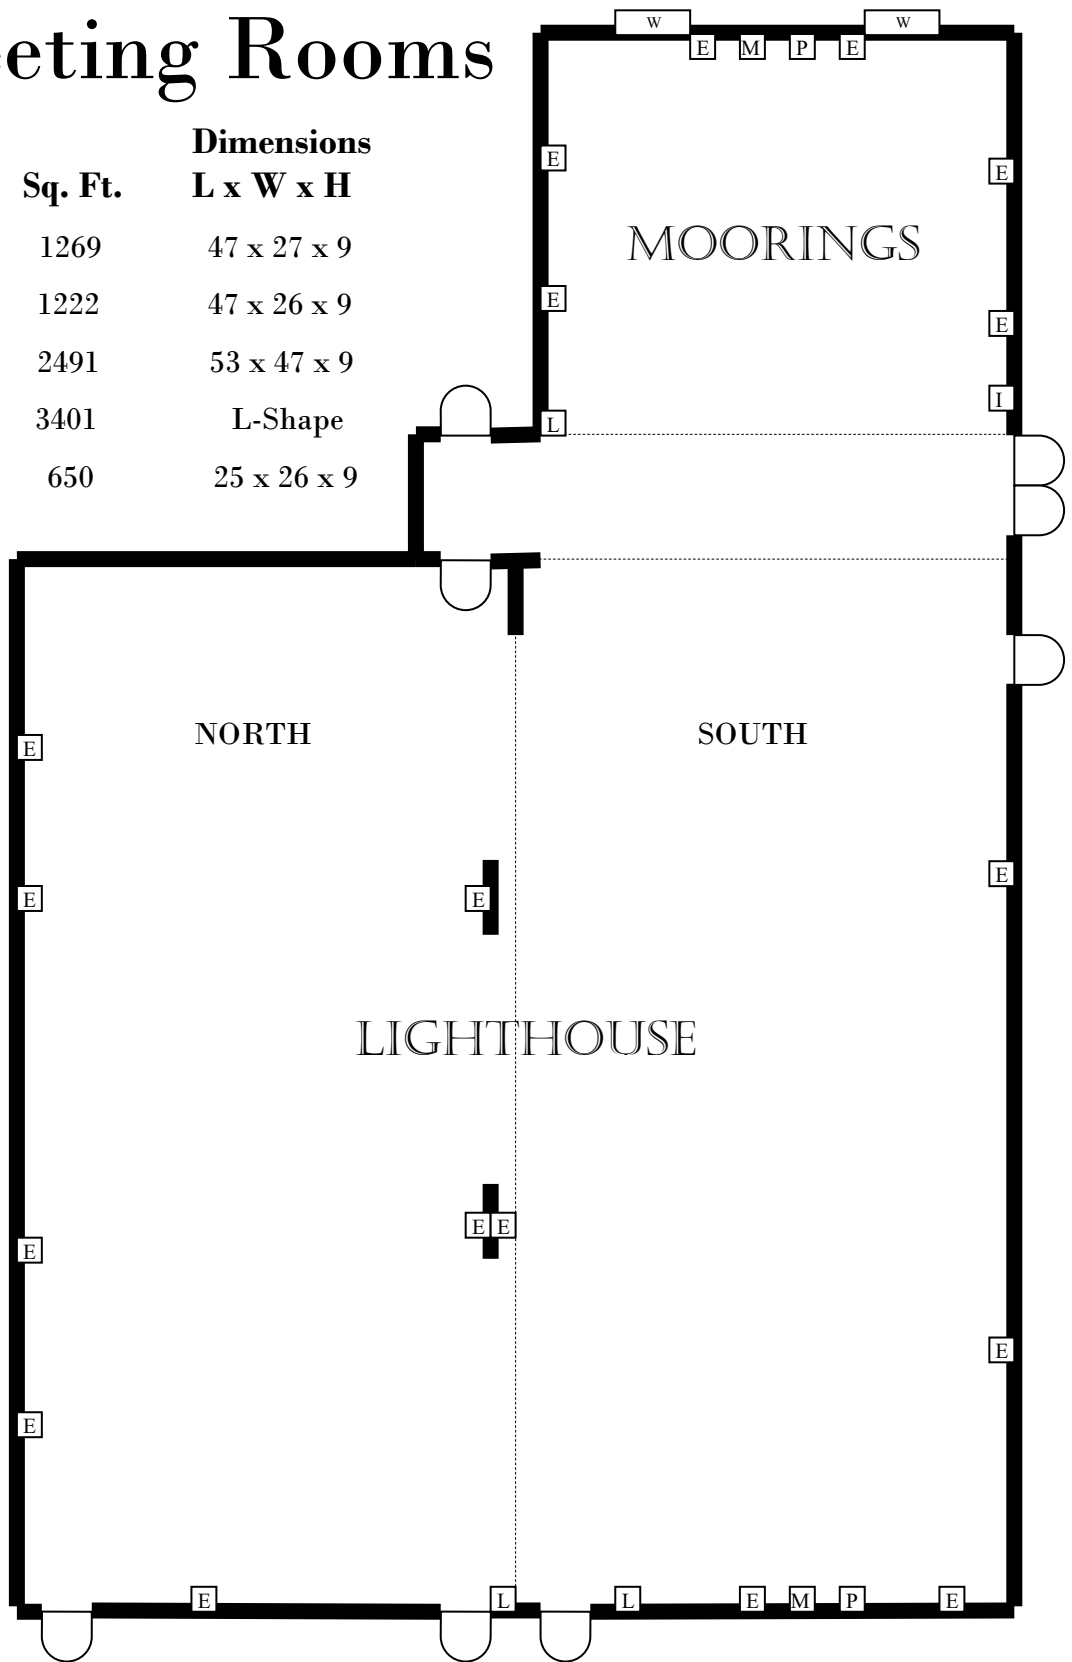 eeting Rooms
Dimensions
Sq. Ft. L x W x H
1269 47 x 27 x 9
1222 47 x 26 x 9
2491 53 x 47 x 9
3401 L-Shape
650 25 x 26 x 9
W W
E M P E
E E
MOORINGS
E E
I
L
NORTH SOUTH
E
E
E E
LIGHTHOUSE
E E
E
E
E
E L L E M P E